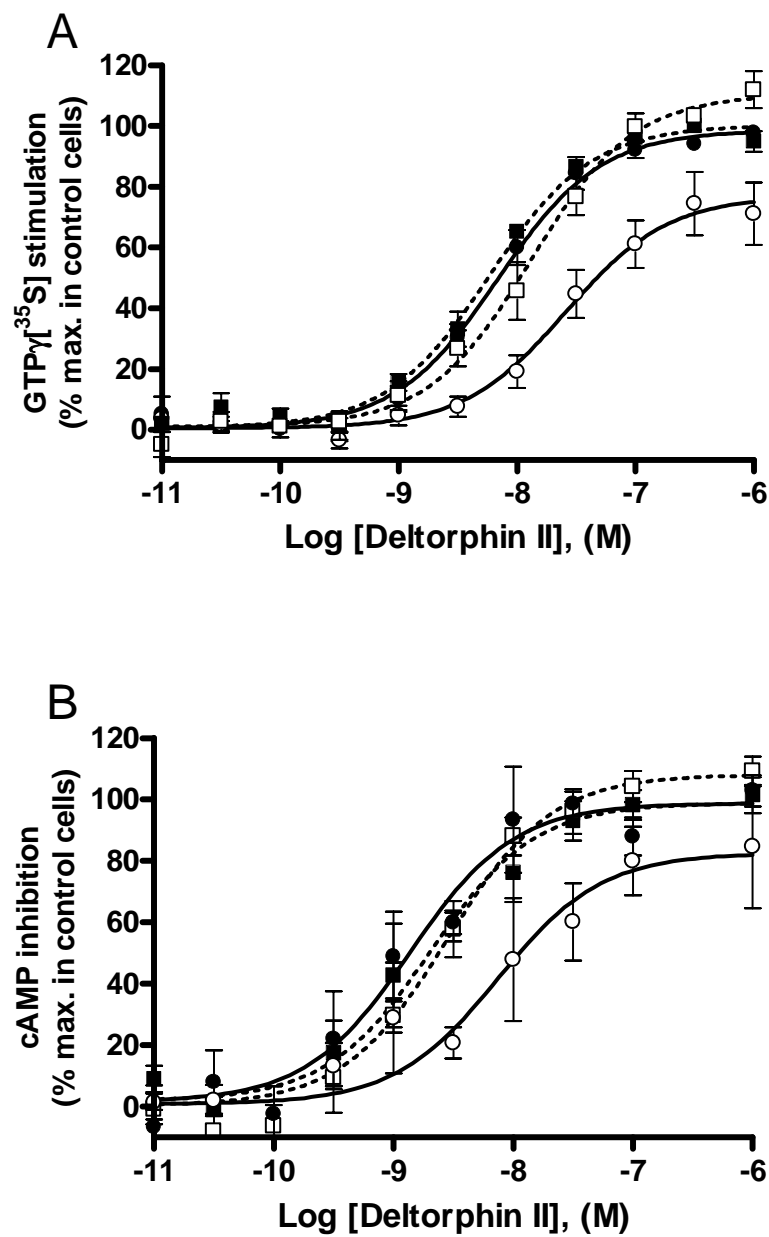 A
GTPγ[³⁵S] stimulation
(% max. in control cells)
120
100
80
60
40
20
0
-11 -10 -9 -8 -7 -6
Log [Deltorphin II], (M)
B
cAMP inhibition
(% max. in control cells)
120
100
80
60
40
20
0
-11 -10 -9 -8 -7 -6
Log [Deltorphin II], (M)